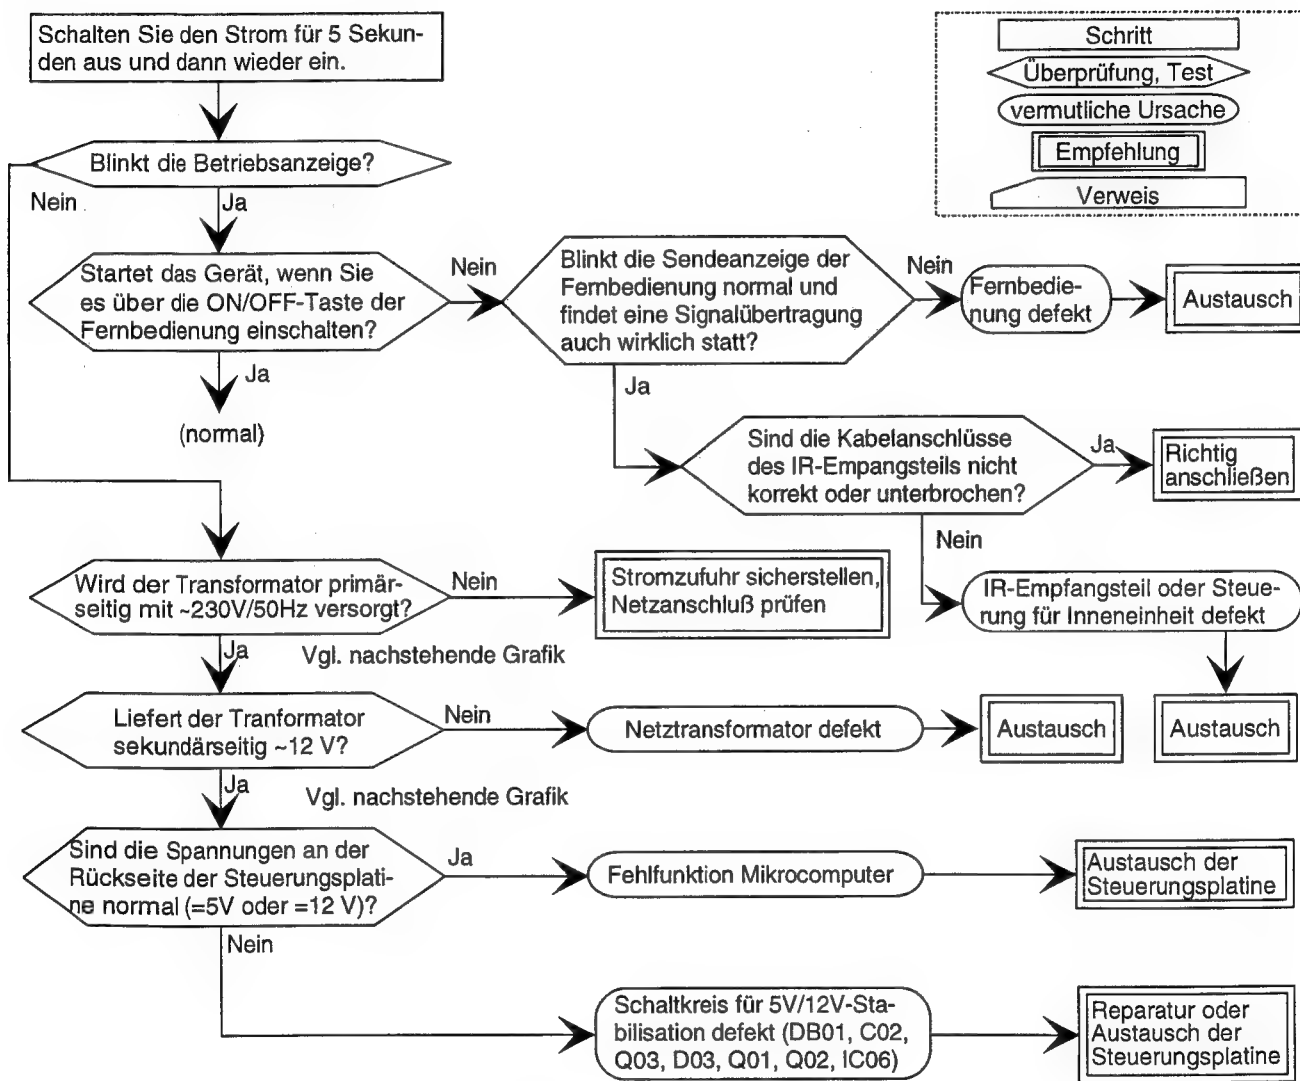 Schalten Sie den Strom für 5 Sekun-
den aus und dann wieder ein.
Schritt
Überprüfung, Test
vermutliche Ursache
Empfehlung
Verweis
Blinkt die Betriebsanzeige?
Nein
Ja
Startet das Gerät, wenn Sie
es über die ON/OFF-Taste der
Fernbedienung einschalten?
Nein
Blinkt die Sendeanzeige der
Fernbedienung normal und
findet eine Signalübertragung
auch wirklich statt?
Nein
Fernbedie-
nung defekt
Austausch
Ja
(normal)
Ja
Sind die Kabelanschlüsse
des IR-Empangsteils nicht
korrekt oder unterbrochen?
Ja
Richtig
anschließen
Nein
IR-Empfangsteil oder Steue-
rung für Inneneinheit defekt
Austausch
Wird der Transformator primär-
seitig mit ~230V/50Hz versorgt?
Nein
Stromzufuhr sicherstellen,
Netzanschluß prüfen
Ja
Vgl. nachstehende Grafik
Liefert der Tranformator
sekundärseitig ~12 V?
Nein
Netztransformator defekt
Austausch
Ja
Vgl. nachstehende Grafik
Sind die Spannungen an der
Rückseite der Steuerungsplati-
ne normal (=5V oder =12 V)?
Ja
Fehlfunktion Mikrocomputer
Austausch der
Steuerungsplatine
Nein
Schaltkreis für 5V/12V-Sta-
bilisation defekt (DB01, C02,
Q03, D03, Q01, Q02, IC06)
Reparatur oder
Austausch der
Steuerungsplatine